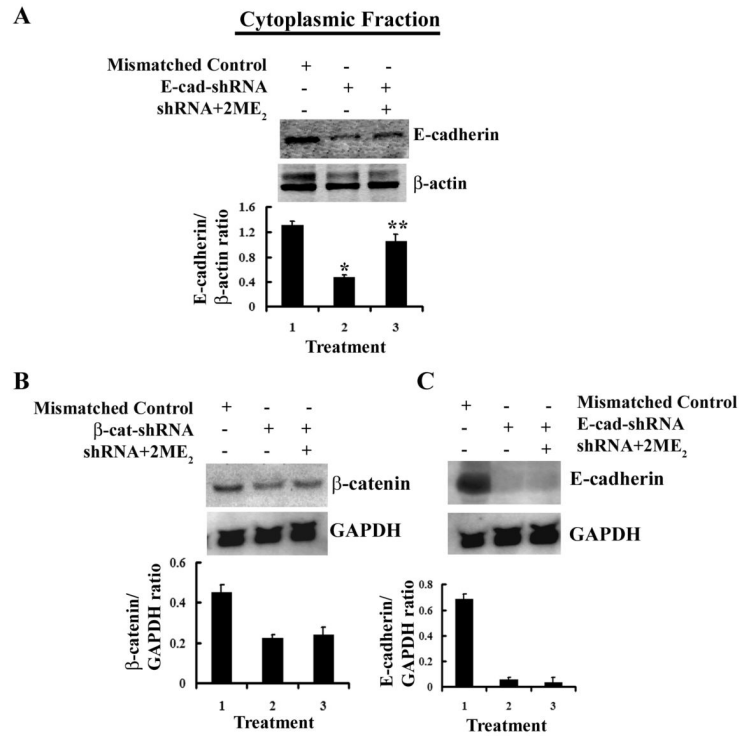 A
Cytoplasmic Fraction
Mismatched Control + - -
E-cad-shRNA - + +
shRNA+2ME₂ - - +
E-cadherin
β-actin
E-cadherin/
β-actin ratio
1.6
1.2
0.8
0.4
0
*
**
1 2 3
Treatment
B
Mismatched Control + - -
β-cat-shRNA - + +
shRNA+2ME₂ - - +
β-catenin
GAPDH
β-catenin/
GAPDH ratio
0.6
0.4
0.2
0
1 2 3
Treatment
C
+ - - Mismatched Control
- + + E-cad-shRNA
- - + shRNA+2ME₂
E-cadherin
GAPDH
E-cadherin/
GAPDH ratio
0.8
0.6
0.4
0.2
0
1 2 3
Treatment